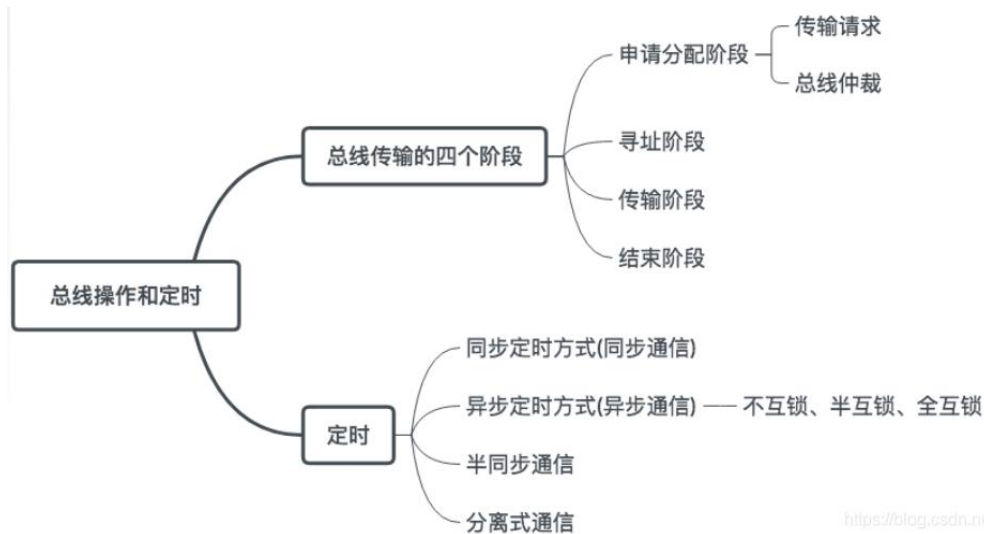 传输请求
申请分配阶段
总线仲裁
总线传输的四个阶段
寻址阶段
传输阶段
结束阶段
总线操作和定时
同步定时方式(同步通信)
异步定时方式(异步通信)
不互锁、半互锁、全互锁
定时
半同步通信
分离式通信
https://blog.csdn.ne